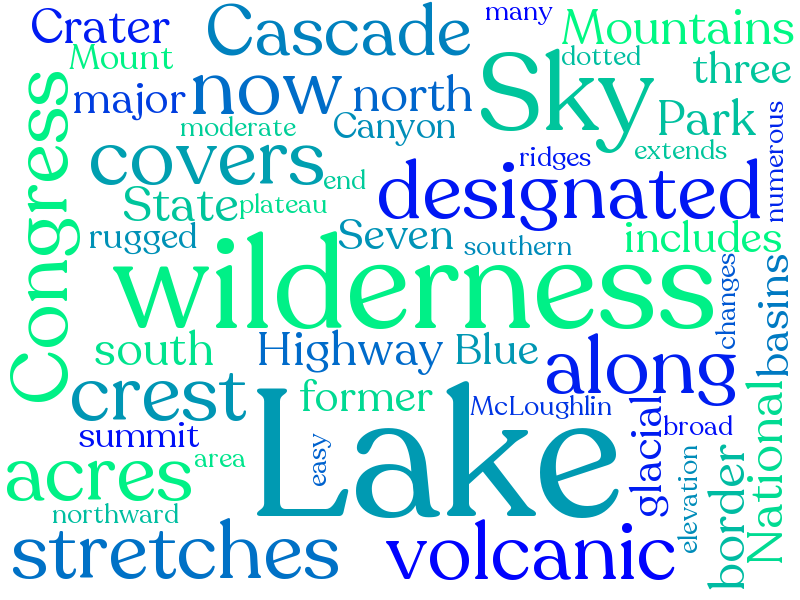 Crater
Cascade
many
Mountains
Mount
dotted
three
major
now
north
Sky
Park
numerous
moderate
Canyon
Congress
covers
ridges
extends
end
designated
State
plateau
rugged
Seven
southern
includes
wilderness
changes
basins
south
Highway
Blue
along
crest
former
McLoughlin
Lake
summit
glacial
broad
National
acres
area
easy
elevation
border
northward
stretches
volcanic